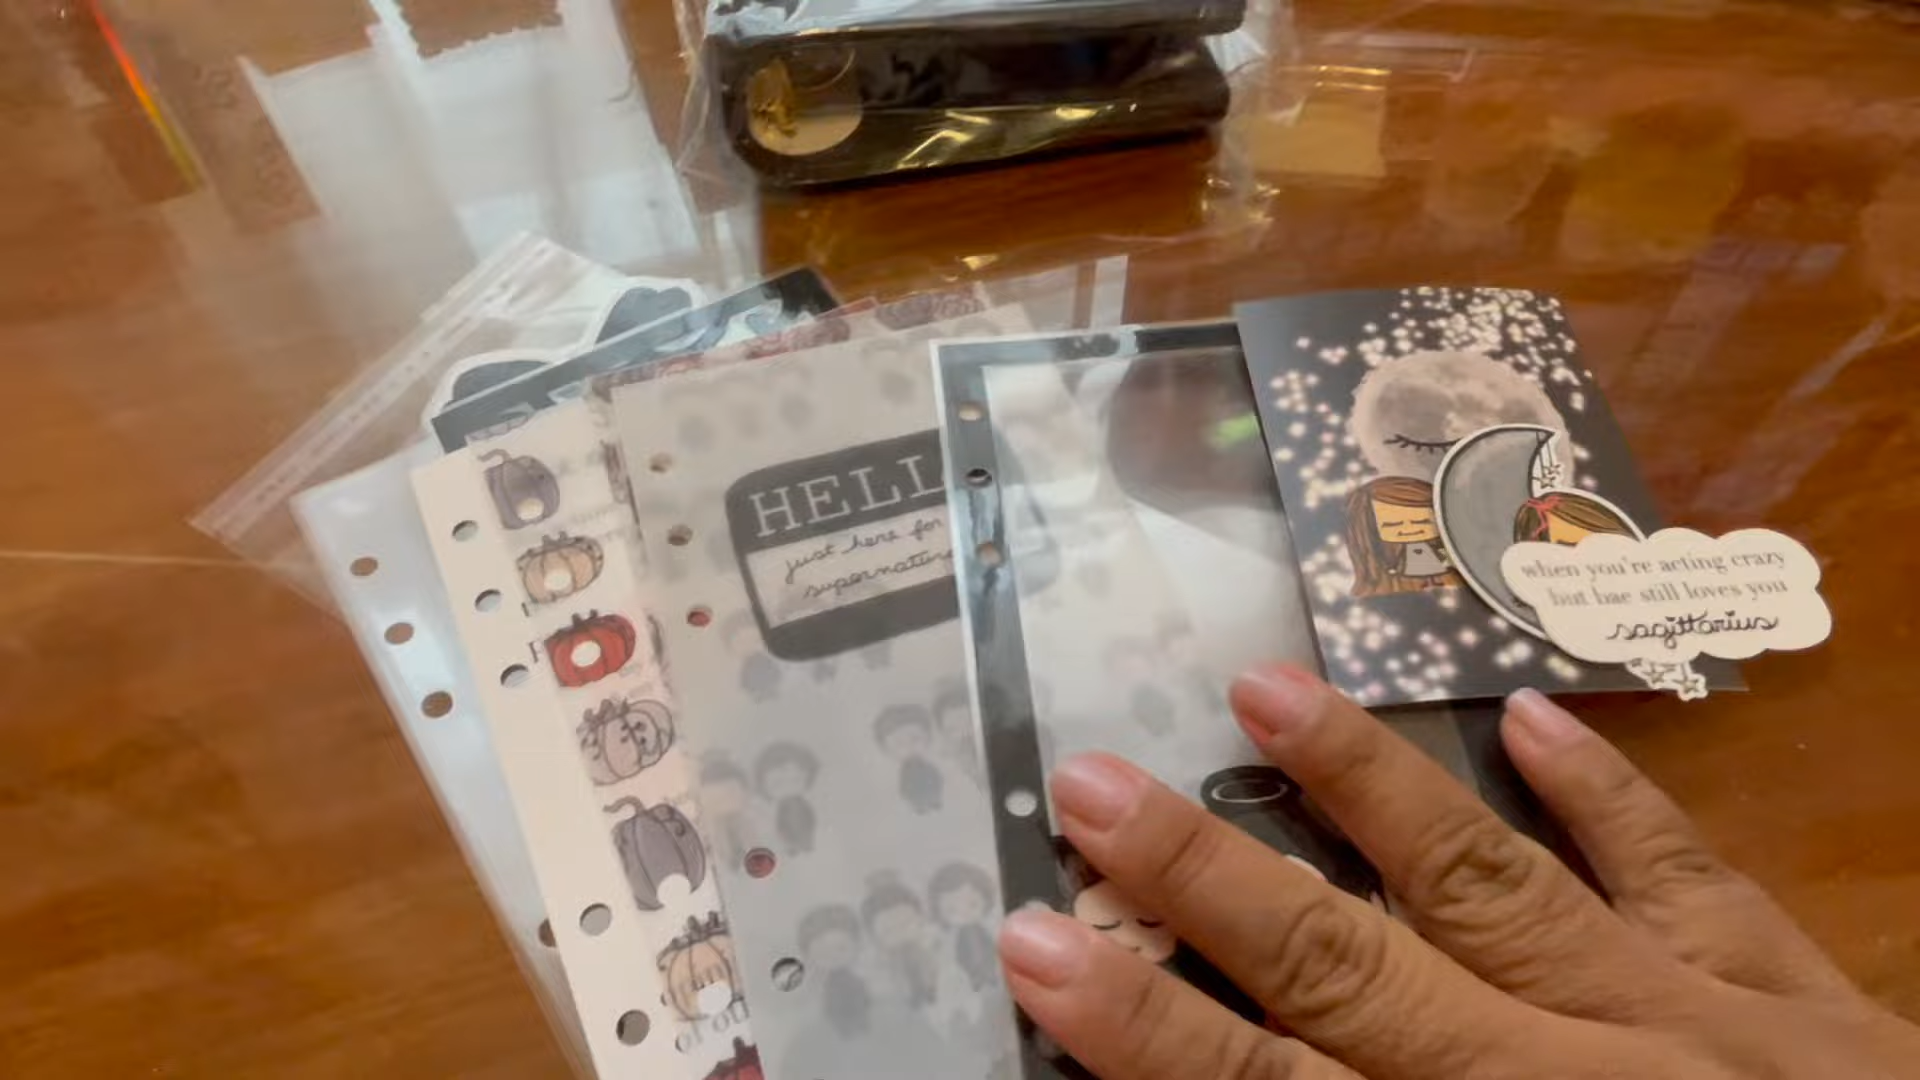 HELL
just here for
when you're acting crazy
but bae still loves you
sagittarius